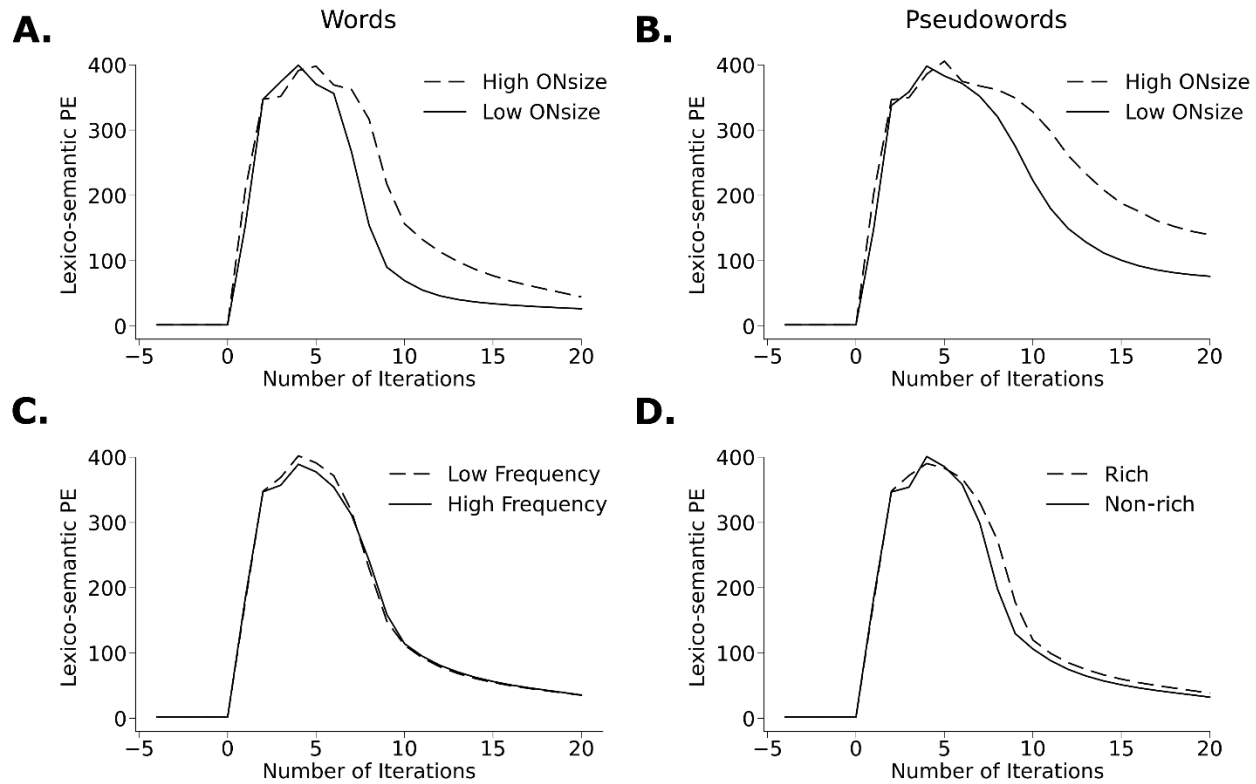 Words
Pseudowords
A.
High ONsize
Low ONsize
Lexico-semantic PE
400
300
200
100
0
−5
0
5
10
15
20
Number of Iterations
B.
High ONsize
Low ONsize
Lexico-semantic PE
400
300
200
100
0
−5
0
5
10
15
20
Number of Iterations
C.
Low Frequency
High Frequency
Lexico-semantic PE
400
300
200
100
0
−5
0
5
10
15
20
Number of Iterations
D.
Rich
Non-rich
Lexico-semantic PE
400
300
200
100
0
−5
0
5
10
15
20
Number of Iterations